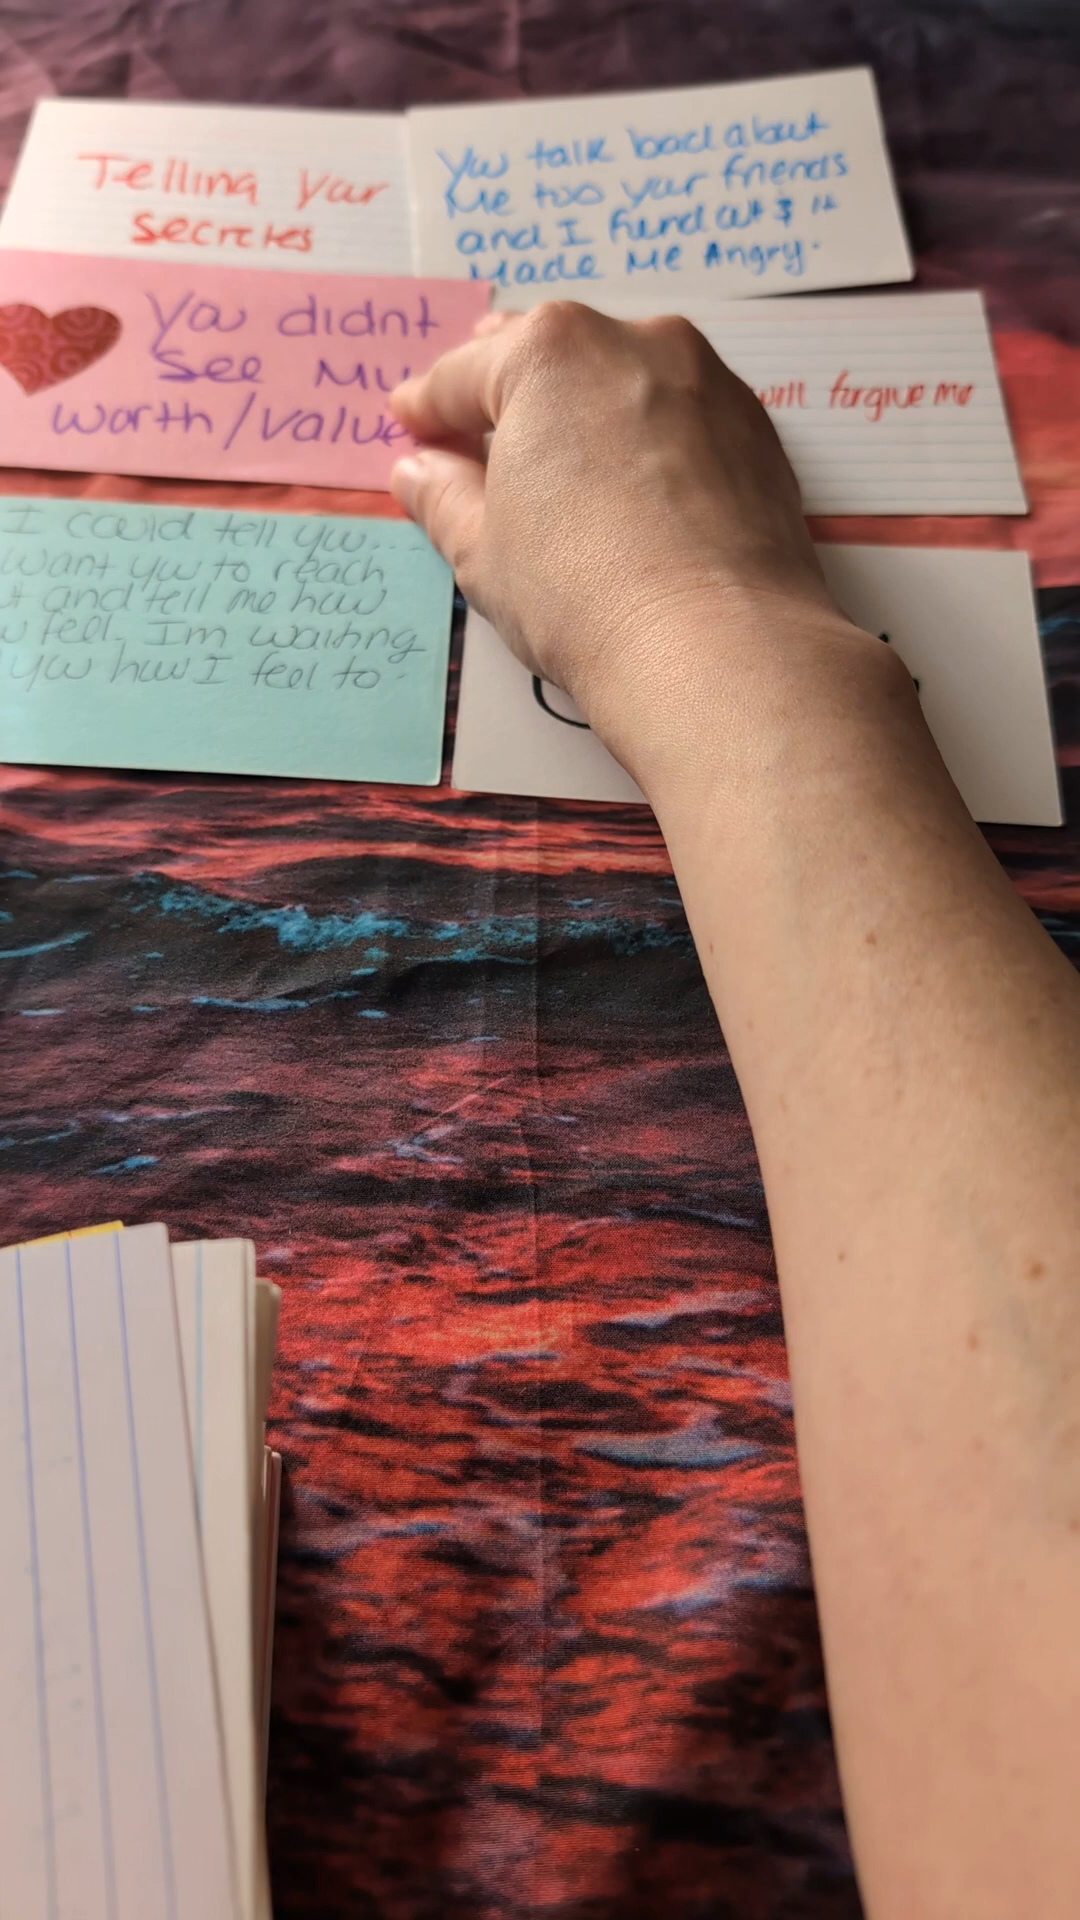 Telling your
secretes
You talk bad about
Me too your friends
and I fund out & it
Made Me Angry.
You didnt
see My
worth/value
will forgive me
I could tell you....
want you to reach
and tell me how
feel. Im waiting
you how I feel to.